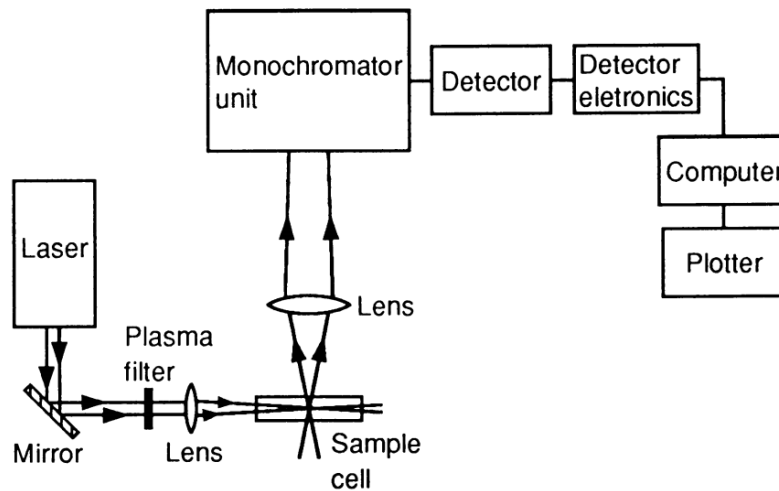 Monochromator
unit
Detector
Detector
eletronics
Computer
Plotter
Laser
Plasma
filter
Lens
Mirror
Lens
Sample
cell